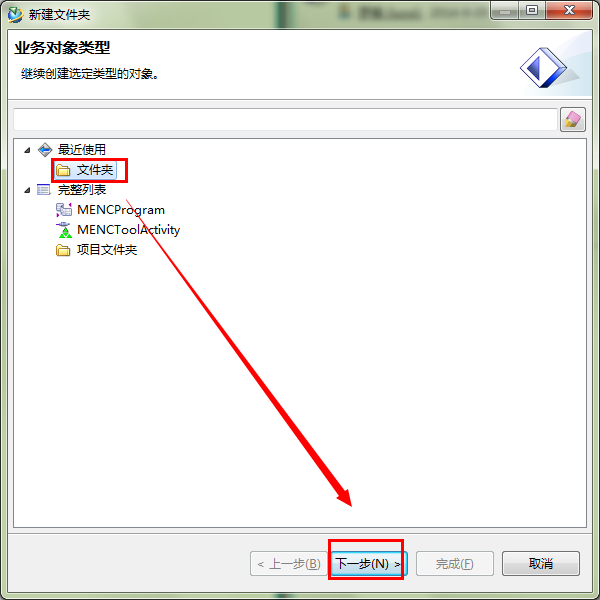 新建文件夹
业务对象类型
继续创建选定类型的对象。
最近使用
文件夹
完整列表
MENCProgram
MENCToolActivity
项目文件夹
< 上一步(B) 下一步(N) > 完成(F) 取消